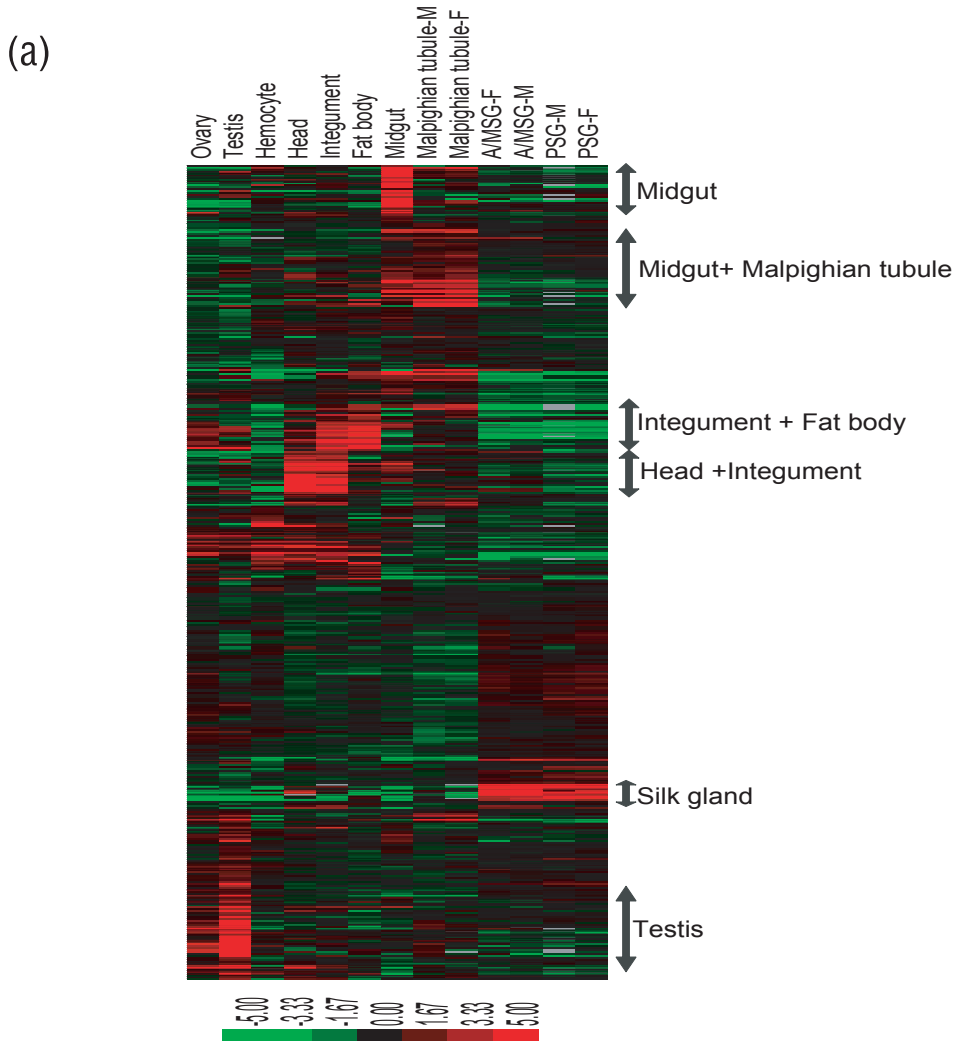 (a)
Ovary
Testis
Hemocyte
Head
Integument
Fat body
Midgut
Malpighian tubule-M
Malpighian tubule-F
A/MSG-F
A/MSG-M
PSG-M
PSG-F
Midgut
Midgut+ Malpighian tubule
Integument + Fat body
Head +Integument
Silk gland
Testis
-5.00
-3.33
-1.67
0.00
1.67
3.33
5.00